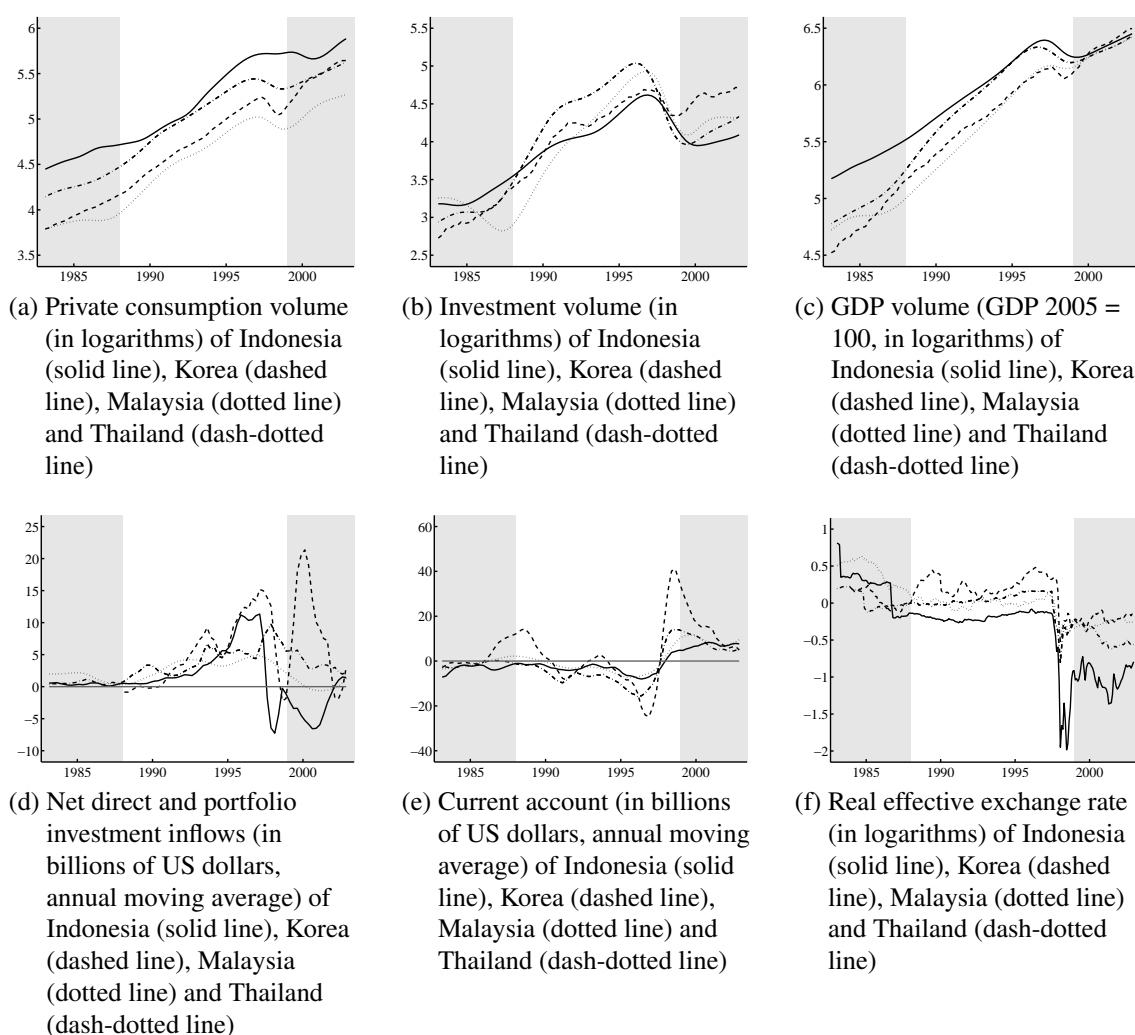 6
5.5
5
4.5
4
3.5
1985 1990 1995 2000
(a) Private consumption volume
(in logarithms) of Indonesia
(solid line), Korea (dashed
line), Malaysia (dotted line)
and Thailand (dash-dotted
line)
5.5
5
4.5
4
3.5
3
2.5
1985 1990 1995 2000
(b) Investment volume (in
logarithms) of Indonesia
(solid line), Korea (dashed
line), Malaysia (dotted line)
and Thailand (dash-dotted
line)
6.5
6
5.5
5
4.5
1985 1990 1995 2000
(c) GDP volume (GDP 2005 =
100, in logarithms) of
Indonesia (solid line), Korea
(dashed line), Malaysia
(dotted line) and Thailand
(dash-dotted line)
25
20
15
10
5
0
−5
−10
1985 1990 1995 2000
(d) Net direct and portfolio
investment inflows (in
billions of US dollars,
annual moving average) of
Indonesia (solid line), Korea
(dashed line), Malaysia
(dotted line) and Thailand
(dash-dotted line)
60
40
20
0
−20
−40
1985 1990 1995 2000
(e) Current account (in billions
of US dollars, annual moving
average) of Indonesia (solid
line), Korea (dashed line),
Malaysia (dotted line) and
Thailand (dash-dotted line)
1
0.5
0
−0.5
−1
−1.5
−2
1985 1990 1995 2000
(f) Real effective exchange rate
(in logarithms) of Indonesia
(solid line), Korea (dashed
line), Malaysia (dotted line)
and Thailand (dash-dotted
line)